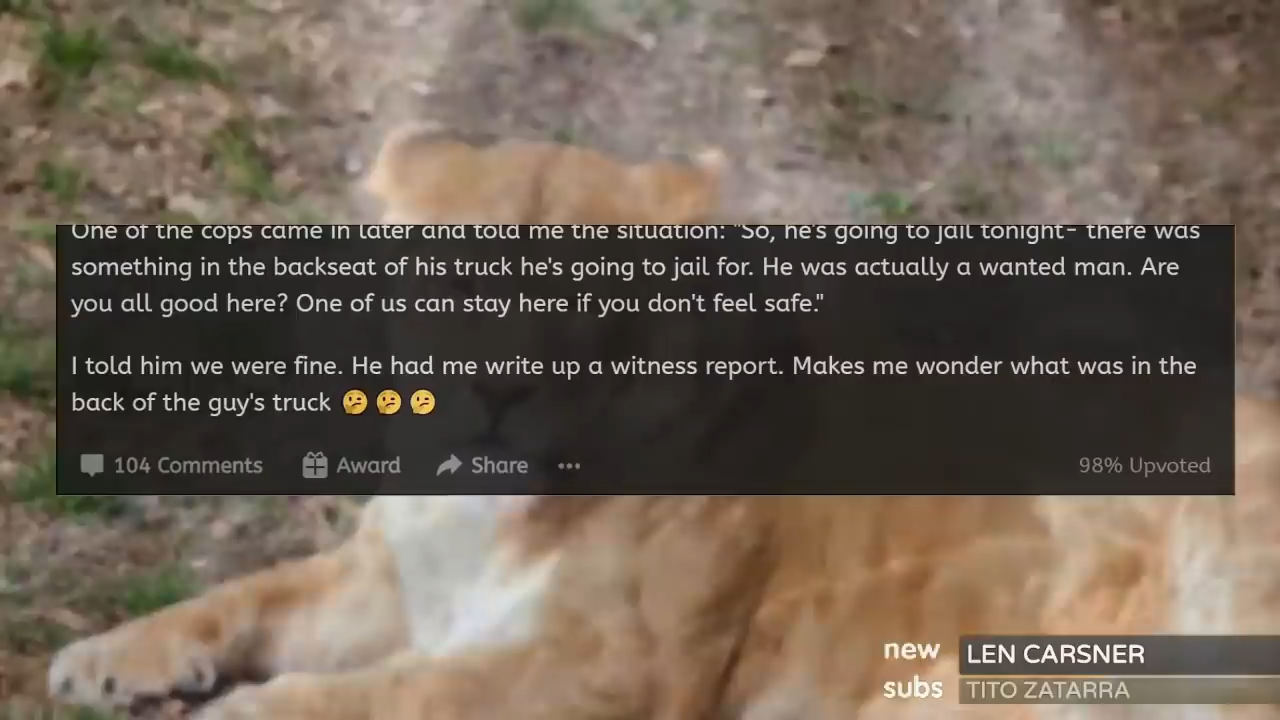 One of the cops came in later and told me the situation: "So, he's going to jail tonight- there was
something in the backseat of his truck he's going to jail for. He was actually a wanted man. Are
you all good here? One of us can stay here if you don't feel safe."
I told him we were fine. He had me write up a witness report. Makes me wonder what was in the
back of the guy's truck 🤔🤔🤔
104 Comments Award Share ••• 98% Upvoted
new LEN CARSNER
subs TITO ZATARRA